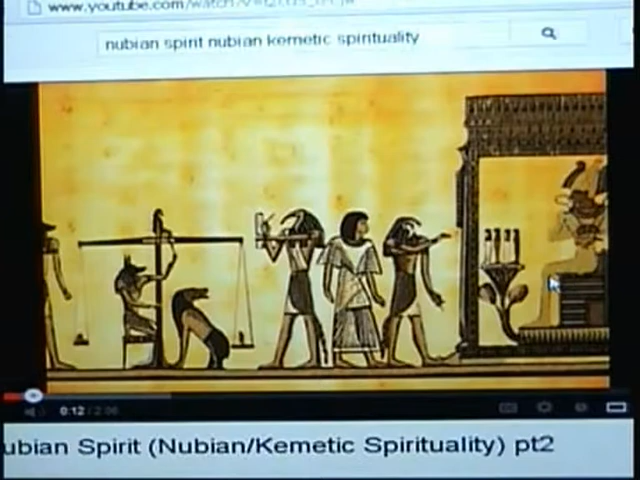 www.youtube.com
nubian spirit nubian kemetic spirituality
0:12 / 2:06
ubian Spirit (Nubian/Kemetic Spirituality) pt2